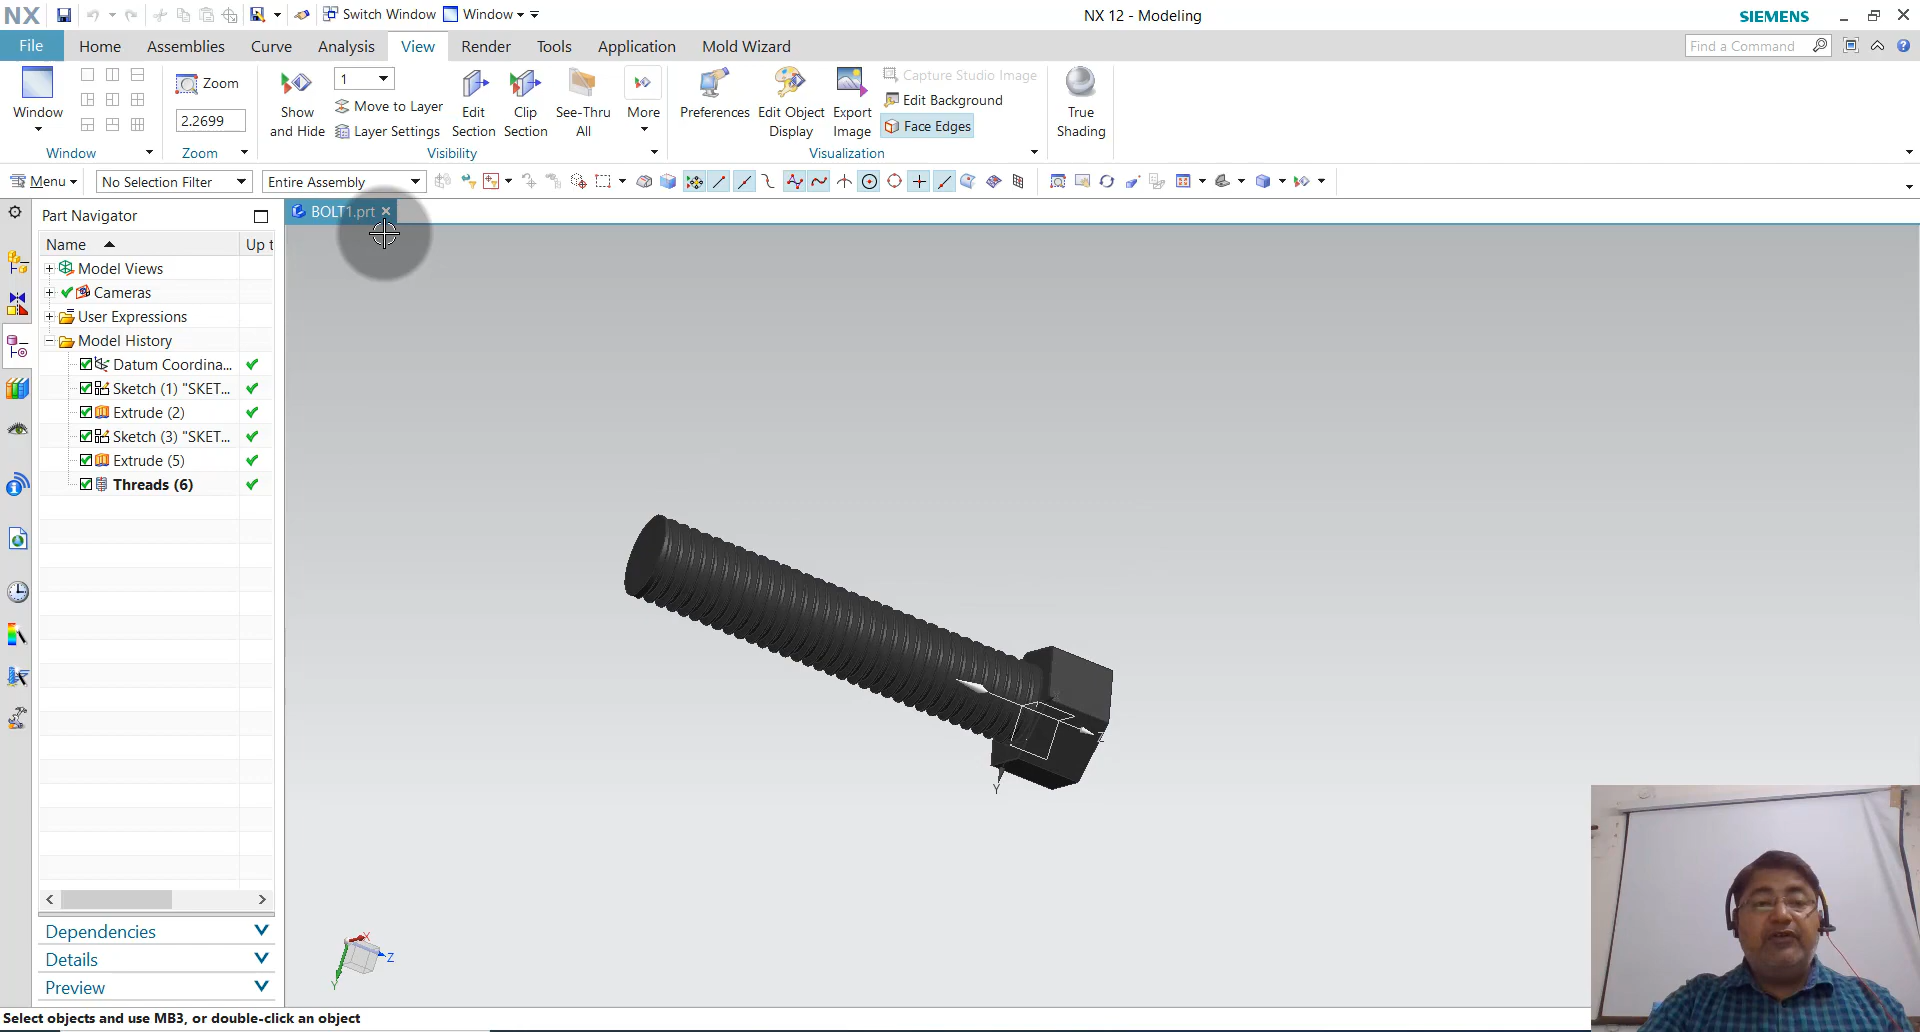 NX
Switch Window
Window
NX 12 - Modeling
SIEMENS
File
Home
Assemblies
Curve
Analysis
View
Render
Tools
Application
Mold Wizard
Find a Command
Window
Window
Zoom
2.2699
Zoom
Show
and Hide
1
Move to Layer
Layer Settings
Edit
Section
Clip
Section
See-Thru
All
More
Visibility
Preferences
Edit Object
Display
Export
Image
Capture Studio Image
Edit Background
Face Edges
Visualization
True
Shading
Menu
No Selection Filter
Entire Assembly
Part Navigator
BOLT1.prt
Name
Up t
Model Views
Cameras
User Expressions
Model History
Datum Coordina...
Sketch (1) "SKET...
Extrude (2)
Sketch (3) "SKET...
Extrude (5)
Threads (6)
Z
Y
X
Z
Y
Dependencies
Details
Preview
Select objects and use MB3, or double-click an object